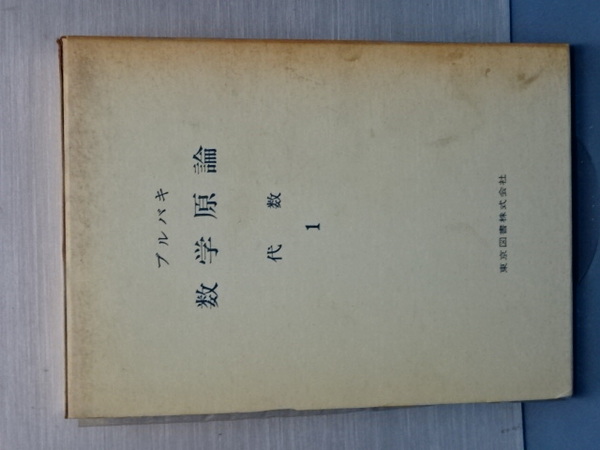 ブルバキ
数学原論
代数
1
東京図書株式会社